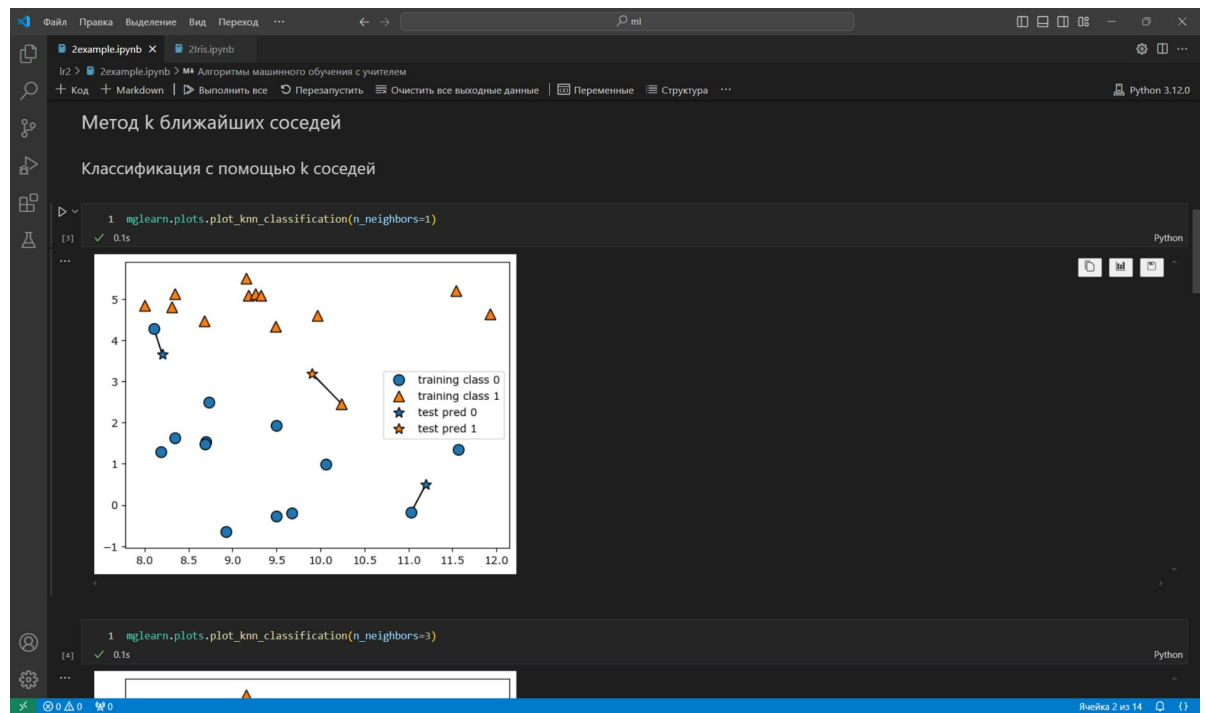 Файл Правка Выделение Вид Переход ··· ml
2example.ipynb 2Iris.ipynb
lr2 > 2example.ipynb > M↓ Алгоритмы машинного обучения с учителем
+ Код + Markdown | Выполнить все Перезапустить Очистить все выходные данные | Переменные Структура ··· Python 3.12.0
Метод k ближайших соседей
Классификация с помощью k соседей
1 mglearn.plots.plot_knn_classification(n_neighbors=1)
[3] ✓ 0.1s Python
5
4
3
2
1
0
−1
8.0 8.5 9.0 9.5 10.0 10.5 11.0 11.5 12.0
training class 0
training class 1
test pred 0
test pred 1
1 mglearn.plots.plot_knn_classification(n_neighbors=3)
[4] ✓ 0.1s Python
0 0 0 Ячейка 2 из 14 {}